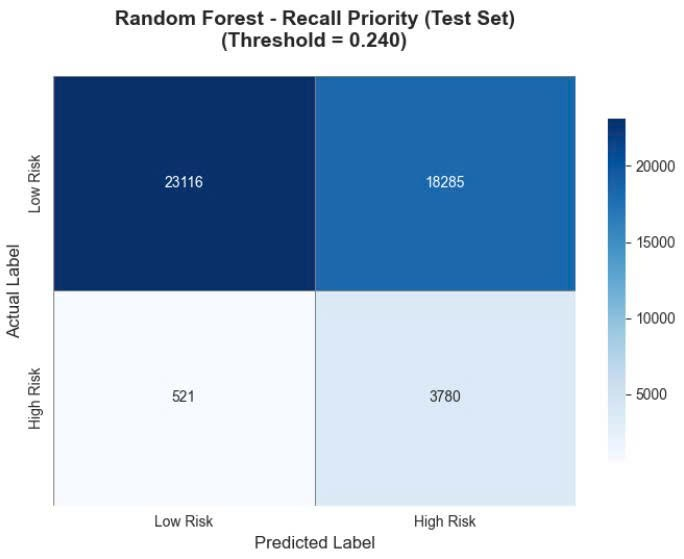 Random Forest - Recall Priority (Test Set)
(Threshold = 0.240)
Actual Label
Low Risk
23116
18285
High Risk
521
3780
Low Risk
High Risk
Predicted Label
20000
15000
10000
5000